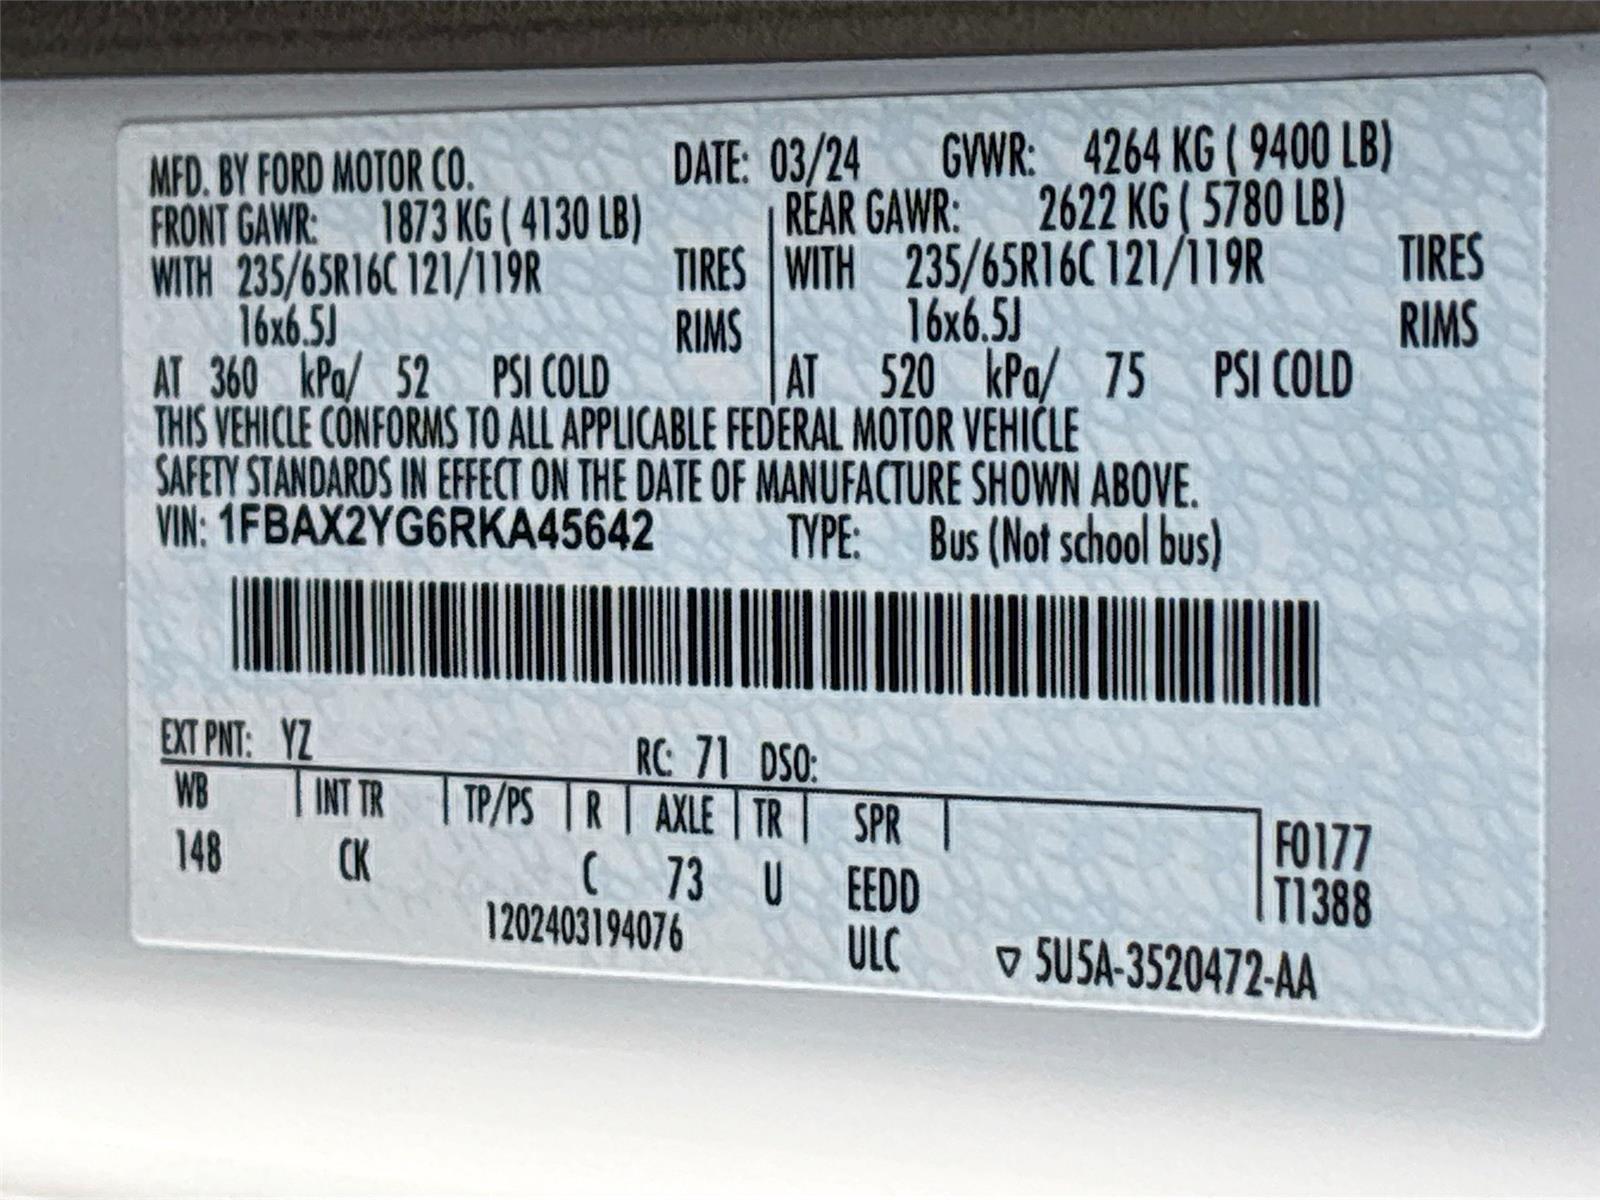 MFD. BY FORD MOTOR CO. DATE: 03/24 GVWR: 4264 KG ( 9400 LB)
FRONT GAWR: 1873 KG ( 4130 LB) REAR GAWR: 2622 KG ( 5780 LB)
WITH 235/65R16C 121/119R TIRES WITH 235/65R16C 121/119R TIRES
16x6.5J RIMS 16x6.5J RIMS
AT 360 kPa/ 52 PSI COLD AT 520 kPa/ 75 PSI COLD
THIS VEHICLE CONFORMS TO ALL APPLICABLE FEDERAL MOTOR VEHICLE
SAFETY STANDARDS IN EFFECT ON THE DATE OF MANUFACTURE SHOWN ABOVE.
VIN: 1FBAX2YG6RKA45642 TYPE: Bus (Not school bus)
EXT PNT: YZ RC: 71 DSO:
WB INT TR TP/PS R AXLE TR SPR F0177
148 CK C 73 U EEDD T1388
1202403194076 ULC ▽ 5U5A-3520472-AA